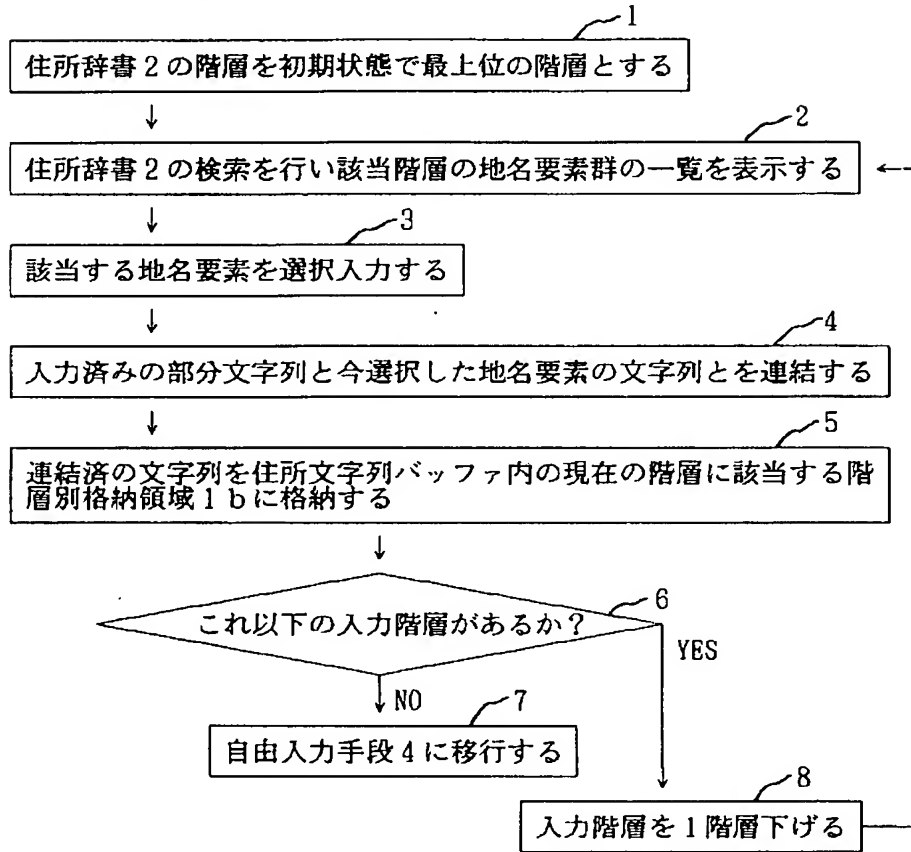 1
住所辞書2の階層を初期状態で最上位の階層とする
2
住所辞書2の検索を行い該当階層の地名要素群の一覧を表示する
3
該当する地名要素を選択入力する
4
入力済みの部分文字列と今選択した地名要素の文字列とを連結する
5
連結済の文字列を住所文字列バッファ内の現在の階層に該当する階
層別格納領域1bに格納する
6
これ以下の入力階層があるか?
YES
NO
7
自由入力手段4に移行する
8
入力階層を1階層下げる